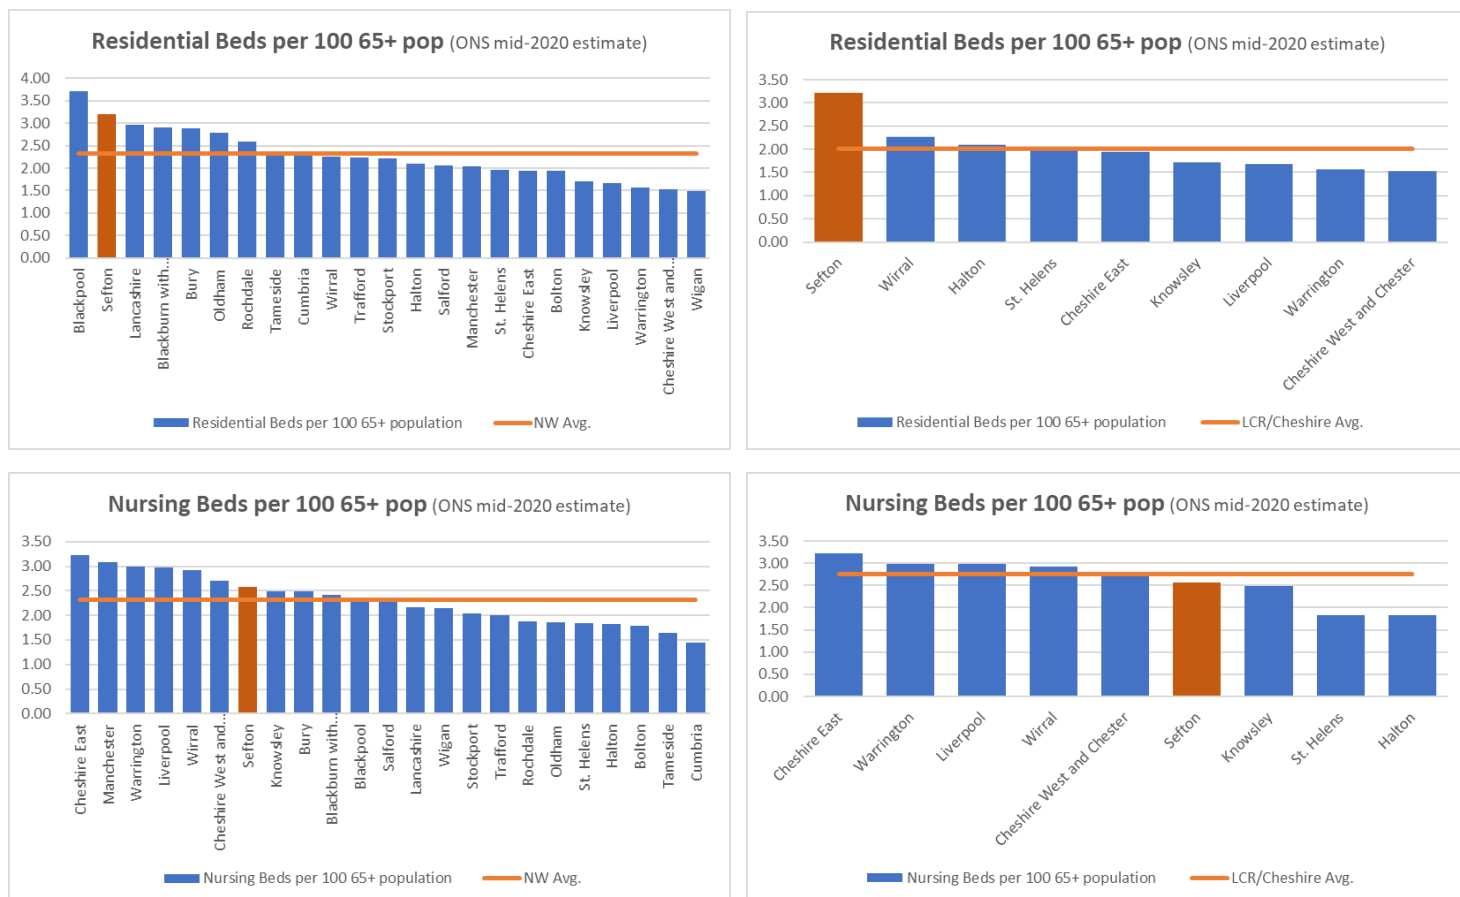 Residential Beds per 100 65+ pop (ONS mid-2020 estimate)
4.00
3.50
3.00
2.50
2.00
1.50
1.00
0.50
0.00
Blackpool
Sefton
Lancashire
Blackburn with...
Bury
Oldham
Rochdale
Tameside
Cumbria
Wirral
Trafford
Stockport
Halton
Salford
Manchester
St. Helens
Cheshire East
Bolton
Knowsley
Liverpool
Warrington
Cheshire West and...
Wigan
Residential Beds per 100 65+ population
NW Avg.
Residential Beds per 100 65+ pop (ONS mid-2020 estimate)
3.50
3.00
2.50
2.00
1.50
1.00
0.50
0.00
Sefton
Wirral
Halton
St. Helens
Cheshire East
Knowsley
Liverpool
Warrington
Cheshire West and Chester
Residential Beds per 100 65+ population
LCR/Cheshire Avg.
Nursing Beds per 100 65+ pop (ONS mid-2020 estimate)
3.50
3.00
2.50
2.00
1.50
1.00
0.50
0.00
Cheshire East
Manchester
Warrington
Liverpool
Wirral
Cheshire West and...
Sefton
Knowsley
Bury
Blackburn with...
Blackpool
Salford
Lancashire
Wigan
Stockport
Trafford
Rochdale
Oldham
St. Helens
Halton
Bolton
Tameside
Cumbria
Nursing Beds per 100 65+ population
NW Avg.
Nursing Beds per 100 65+ pop (ONS mid-2020 estimate)
3.50
3.00
2.50
2.00
1.50
1.00
0.50
0.00
Cheshire East
Warrington
Liverpool
Wirral
Cheshire West and Chester
Sefton
Knowsley
St. Helens
Halton
Nursing Beds per 100 65+ population
LCR/Cheshire Avg.